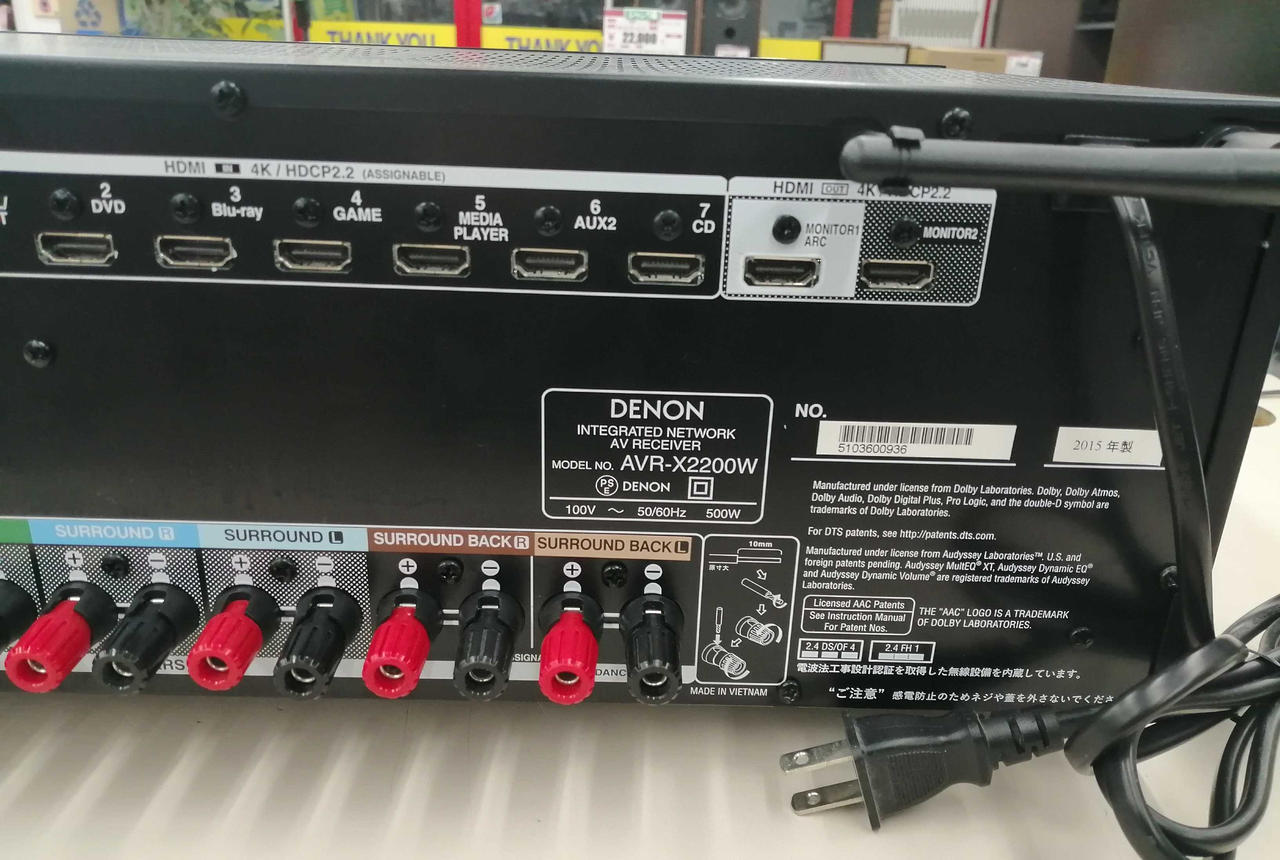 THANK YOU
THANK YOU
22,000
HDMI IN 4K / HDCP2.2 (ASSIGNABLE)
2 DVD
3 Blu-ray
4 GAME
5 MEDIA PLAYER
6 AUX2
7 CD
HDMI OUT
MONITOR1 ARC
MONITOR2
DENON
INTEGRATED NETWORK
AV RECEIVER
MODEL NO. AVR-X2200W
PS E DENON
100V ～ 50/60Hz 500W
NO.
5103600936
2015 年製
Manufactured under license from Dolby Laboratories. Dolby, Dolby Atmos,
Dolby Audio, Dolby Digital Plus, Pro Logic, and the double-D symbol are
trademarks of Dolby Laboratories.
For DTS patents, see http://patents.dts.com.
Manufactured under license from Audyssey Laboratories™. U.S. and
foreign patents pending. Audyssey MultEQ® XT, Audyssey Dynamic EQ®
and Audyssey Dynamic Volume® are registered trademarks of Audyssey
Laboratories.
Licensed AAC Patents
See Instruction Manual
For Patent Nos.
THE "AAC" LOGO IS A TRADEMARK
OF DOLBY LABORATORIES.
2.4 DS/OF 4
2.4 FH 1
電波法工事設計認証を取得した無線設備を内蔵しています。
“ご注意” 感電防止のためネジや蓋を外さないでくださ
SURROUND R
SURROUND L
SURROUND BACK R
SURROUND BACK L
+ − + − + − + −
10mm
原寸大
MADE IN VIETNAM